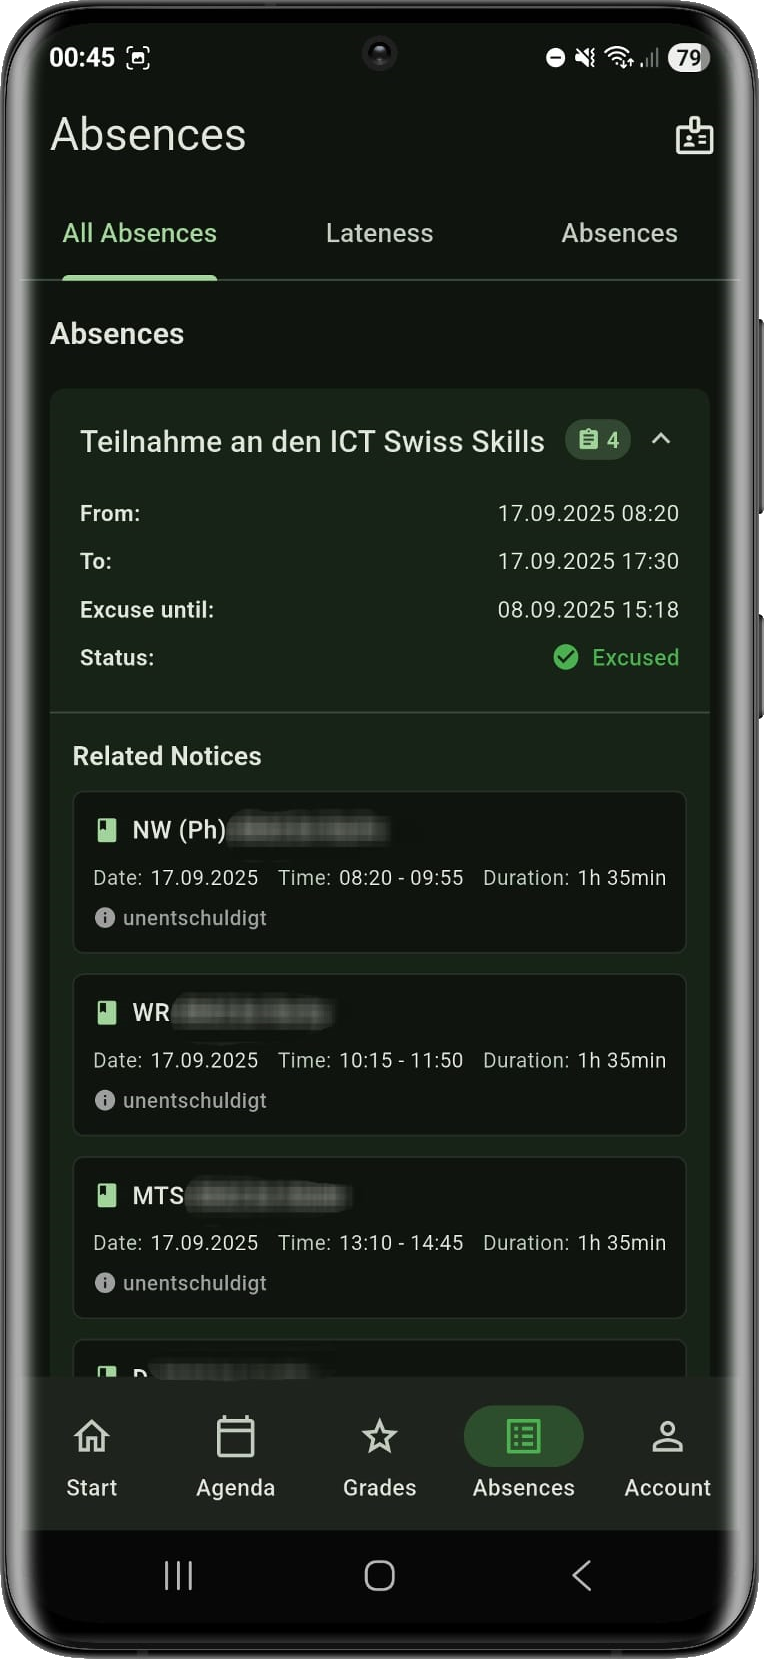 00:45 79
Absences
All Absences Lateness Absences
Absences
Teilnahme an den ICT Swiss Skills 4
From: 17.09.2025 08:20
To: 17.09.2025 17:30
Excuse until: 08.09.2025 15:18
Status: Excused
Related Notices
NW (Ph)
Date: 17.09.2025 Time: 08:20 - 09:55 Duration: 1h 35min
unentschuldigt
WR
Date: 17.09.2025 Time: 10:15 - 11:50 Duration: 1h 35min
unentschuldigt
MTS
Date: 17.09.2025 Time: 13:10 - 14:45 Duration: 1h 35min
unentschuldigt
Start Agenda Grades Absences Account